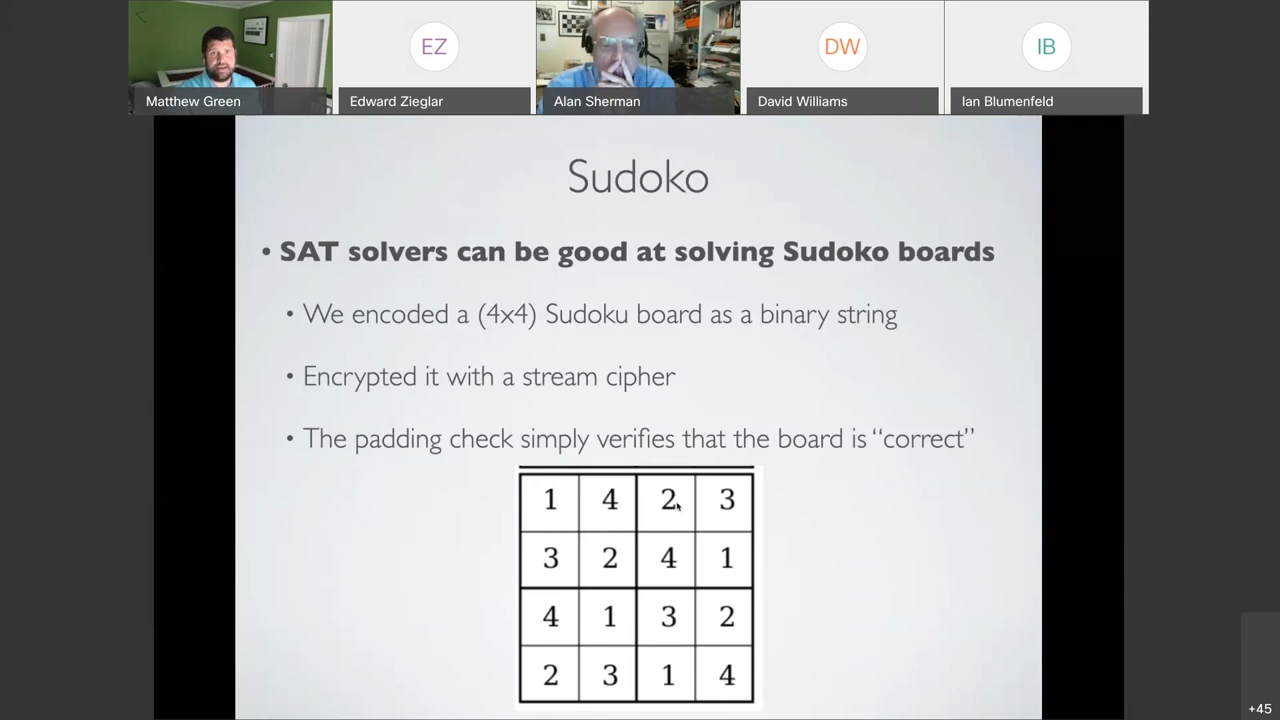 EZ
DW
IB
Matthew Green
Edward Zieglar
Alan Sherman
David Williams
Ian Blumenfeld
Sudoko
• SAT solvers can be good at solving Sudoko boards
• We encoded a (4x4) Sudoku board as a binary string
• Encrypted it with a stream cipher
• The padding check simply verifies that the board is “correct”
1 4 2 3
3 2 4 1
4 1 3 2
2 3 1 4
+45